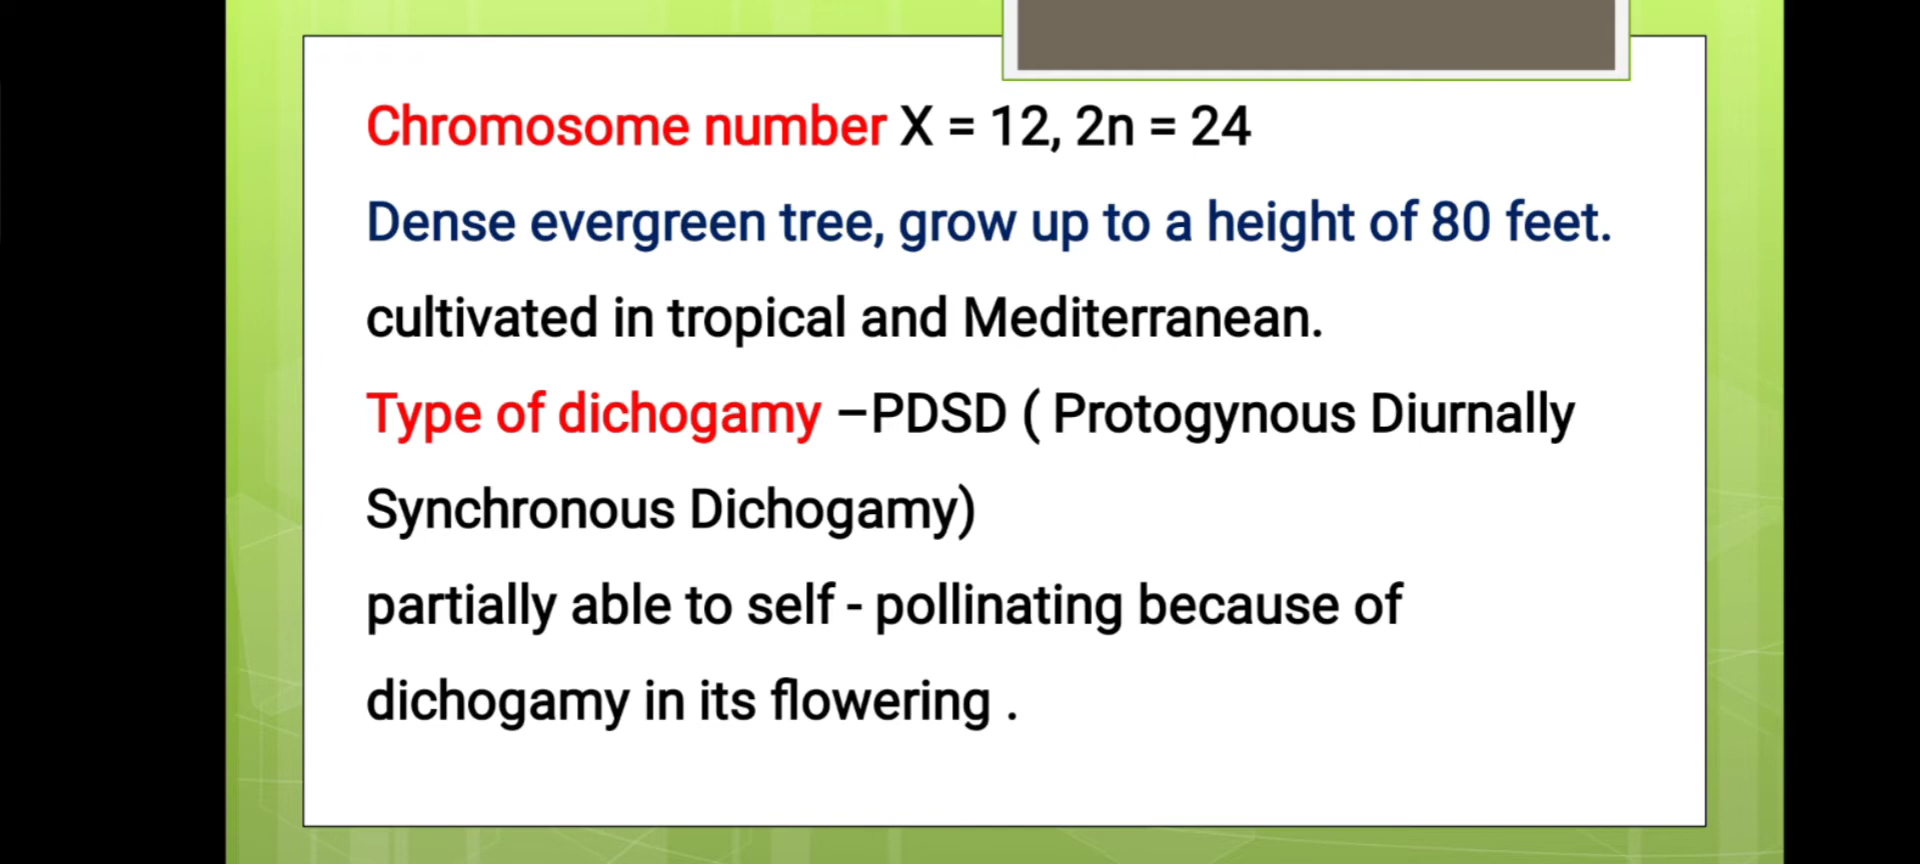 Chromosome number X = 12, 2n = 24
Dense evergreen tree, grow up to a height of 80 feet.
cultivated in tropical and Mediterranean.
Type of dichogamy –PDSD ( Protogynous Diurnally
Synchronous Dichogamy)
partially able to self - pollinating because of
dichogamy in its flowering .